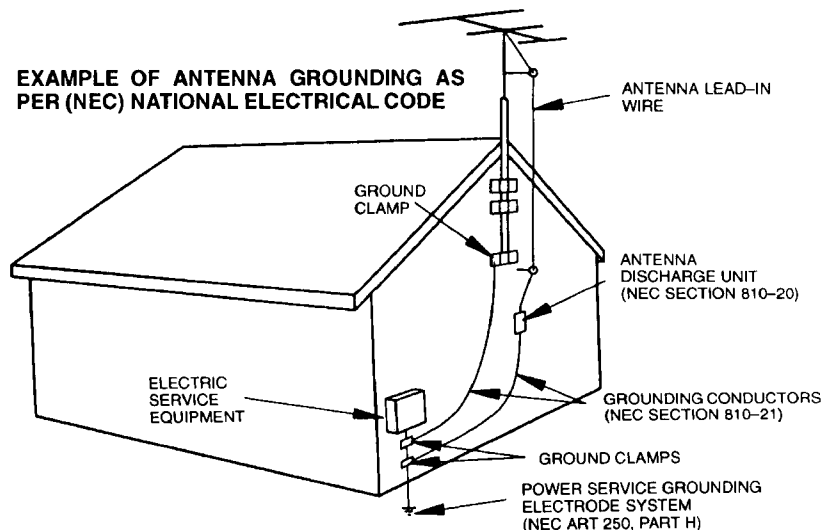 EXAMPLE OF ANTENNA GROUNDING AS
PER (NEC) NATIONAL ELECTRICAL CODE
ANTENNA LEAD–IN
WIRE
GROUND
CLAMP
ANTENNA
DISCHARGE UNIT
(NEC SECTION 810–20)
ELECTRIC
SERVICE
EQUIPMENT
GROUNDING CONDUCTORS
(NEC SECTION 810–21)
GROUND CLAMPS
POWER SERVICE GROUNDING
ELECTRODE SYSTEM
(NEC ART 250, PART H)